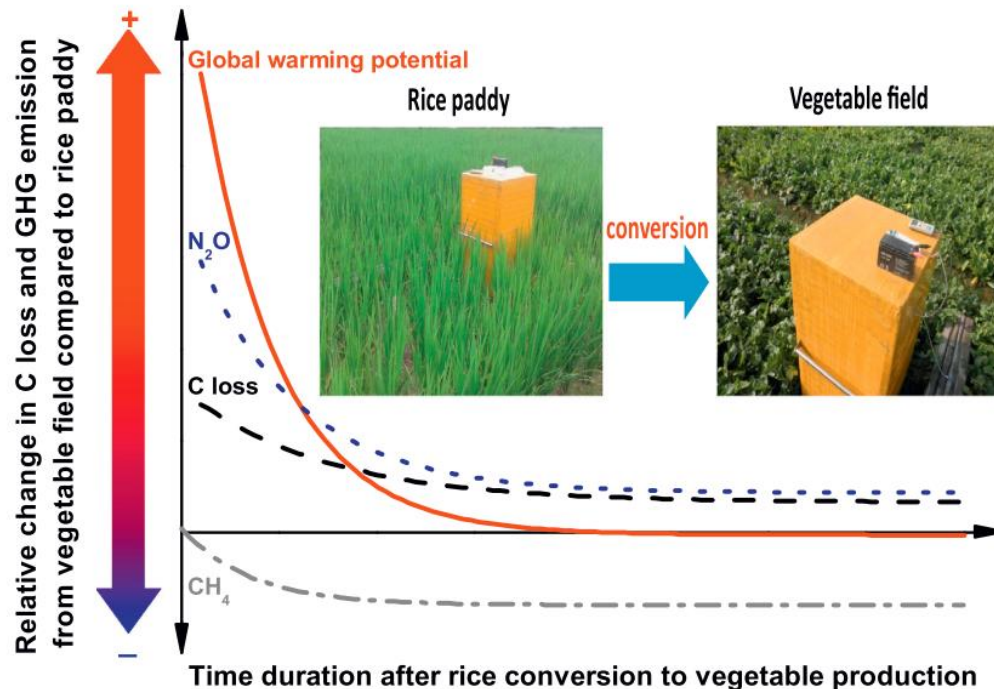 +
Global warming potential
Rice paddy
Vegetable field
conversion
N₂O
C loss
CH₄
−
Relative change in C loss and GHG emission
from vegetable field compared to rice paddy
Time duration after rice conversion to vegetable production